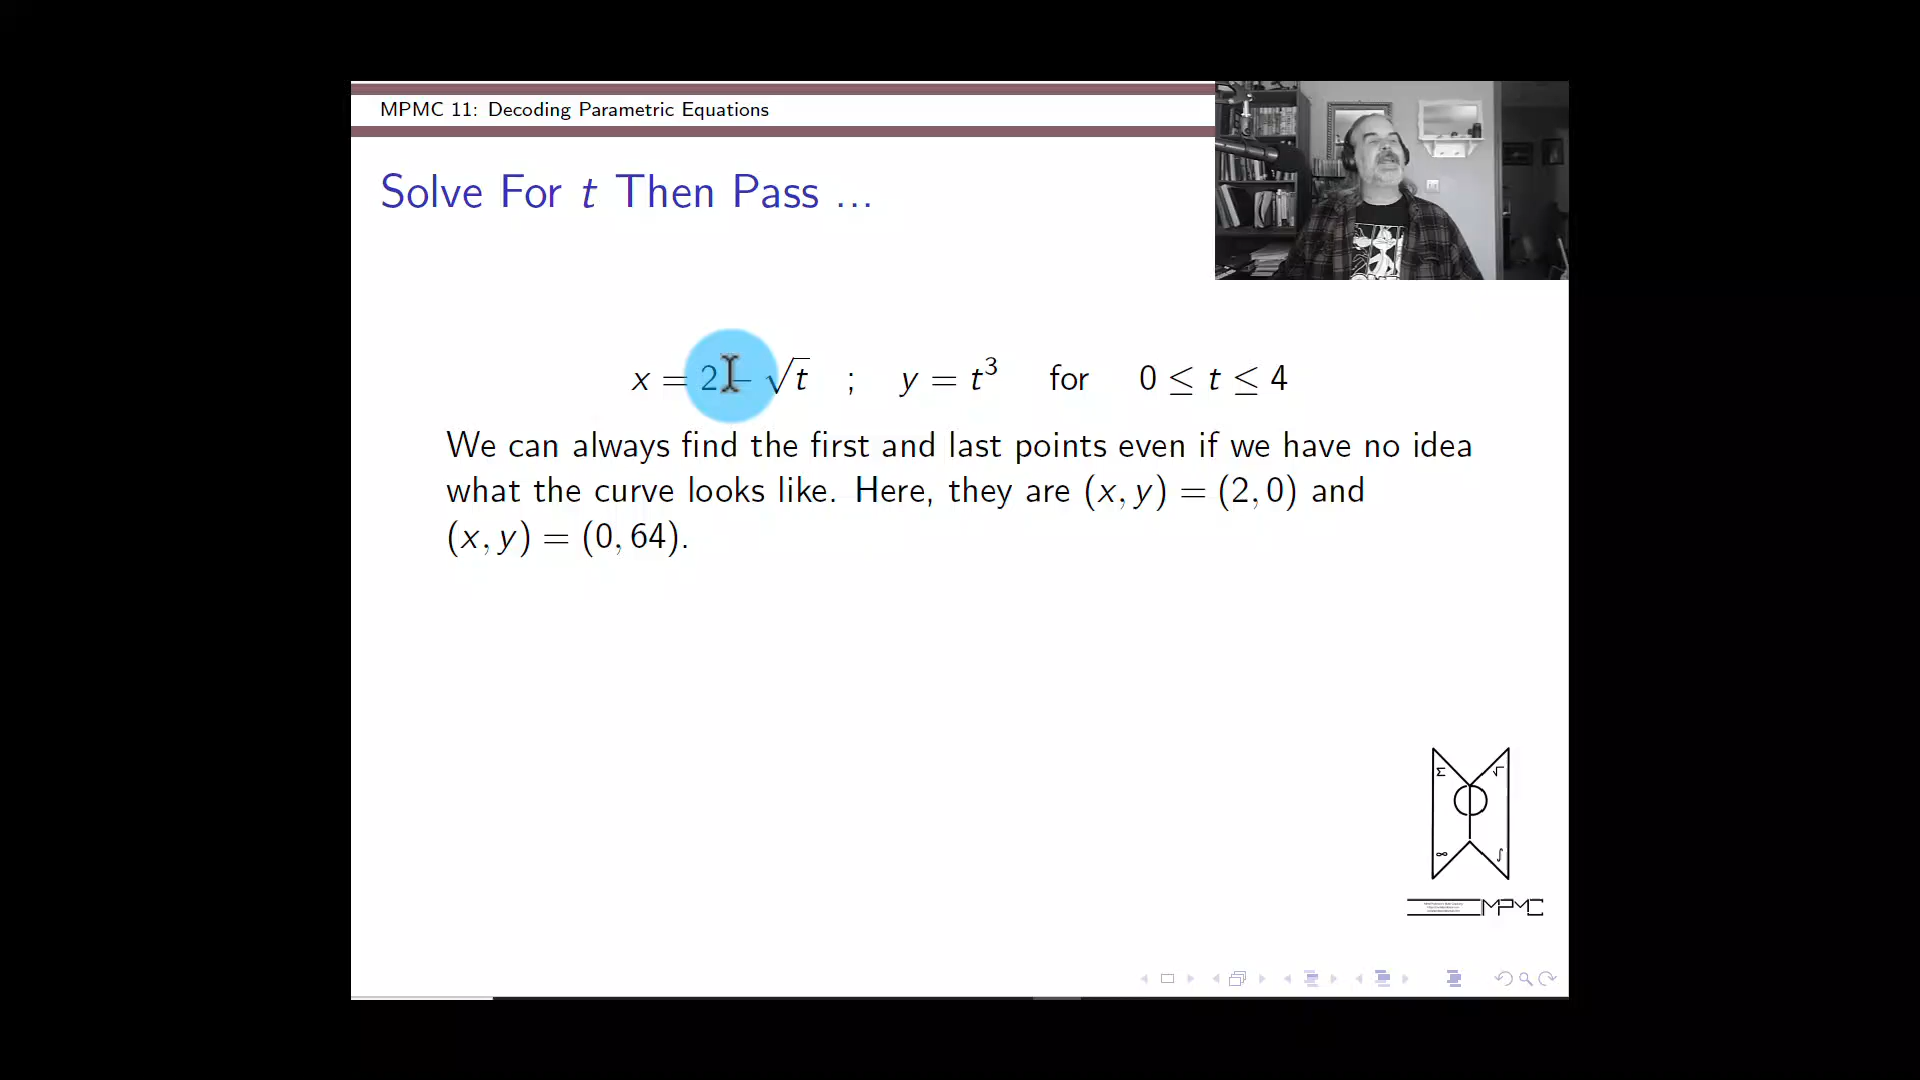 MPMC 11: Decoding Parametric Equations
Solve For t Then Pass ...
x = 2 − √t ; y = t³ for 0 ≤ t ≤ 4
We can always find the first and last points even if we have no idea
what the curve looks like. Here, they are (x, y) = (2, 0) and
(x, y) = (0, 64).
Σ √
∞ ∫
MPMC